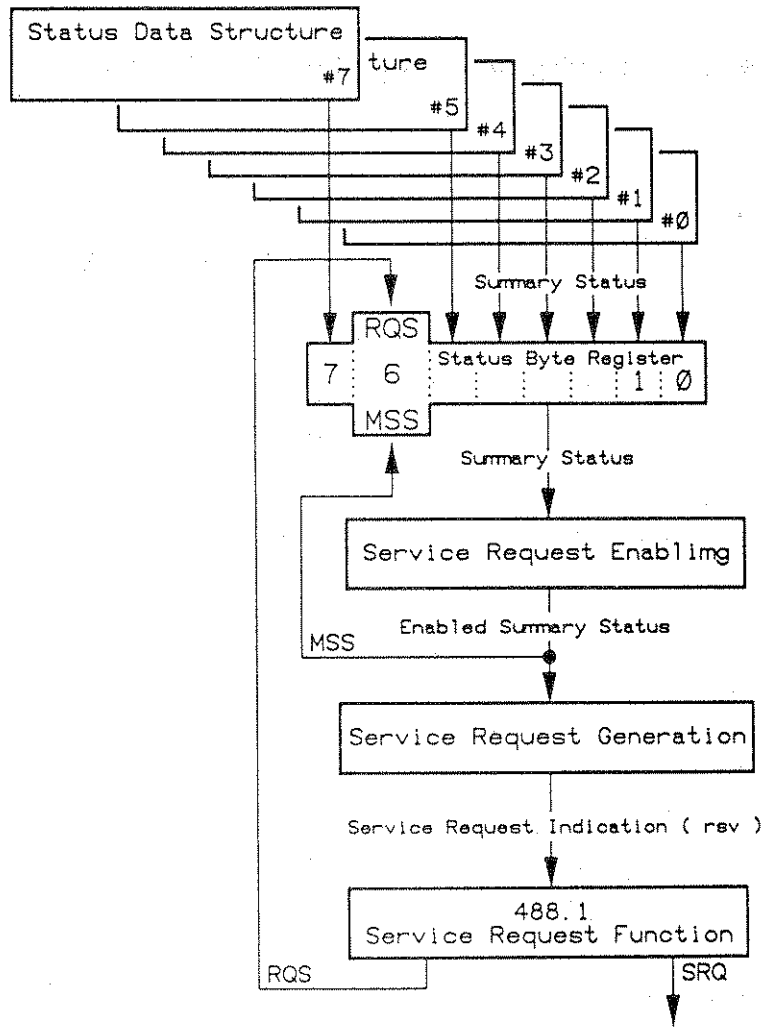 Status Data Structure
#7
ture
#5
#4
#3
#2
#1
#0
Summary Status
RQS
Status Byte Register
7 6 1 0
MSS
Summary Status
Service Request Enablimg
Enabled Summary Status
MSS
Service Request Generation
Service Request Indication ( rsv )
488.1
Service Request Function
RQS
SRQ